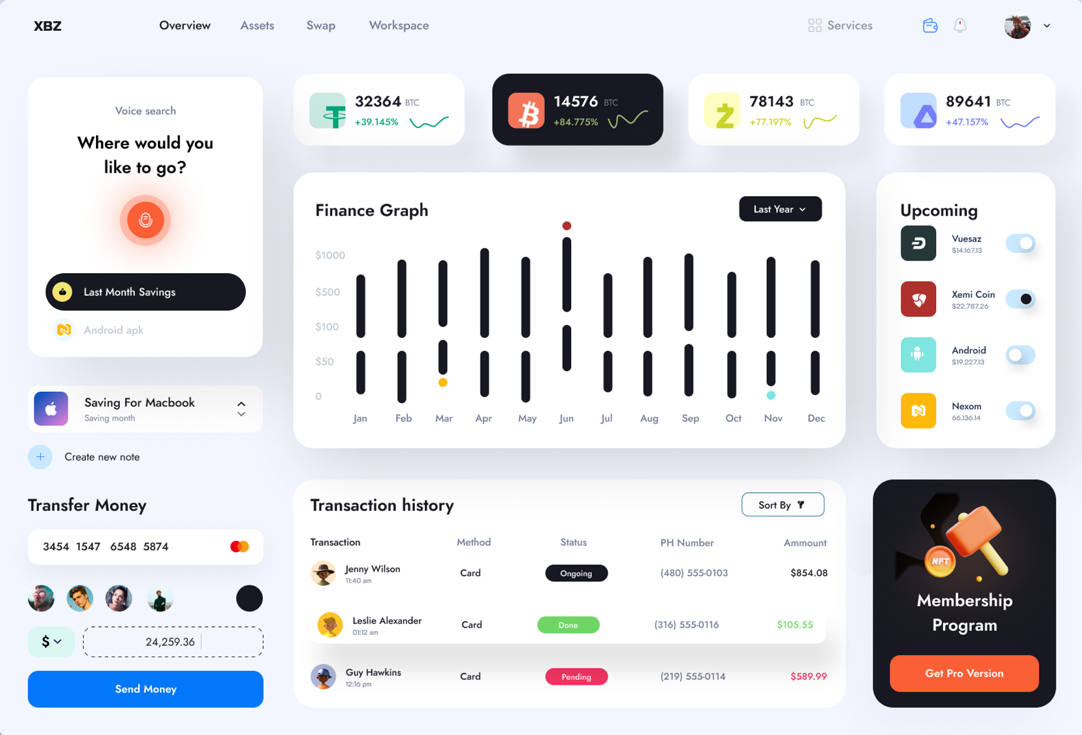 XBZ
Overview
Assets
Swap
Workspace
Services
Voice search
Where would you
like to go?
Last Month Savings
Android apk
Saving For Macbook
Saving month
Create new note
Transfer Money
3454 1547 6548 5874
$
24,259.36
Send Money
32364 BTC
+39.145%
14576 BTC
+84.775%
78143 BTC
+77.197%
89641 BTC
+47.157%
Finance Graph
Last Year
$1000
$500
$100
$50
0
Jan Feb Mar Apr May Jun Jul Aug Sep Oct Nov Dec
Upcoming
Vuesaz
$14.167.13
Xemi Coin
$22.787.26
Android
$19.227.13
Nexom
66,136.14
Transaction history
Sort By
Transaction Method Status PH Number Ammount
Jenny Wilson
11:40 am
Card
Ongoing
(480) 555-0103
$854.08
Leslie Alexander
01:12 am
Card
Done
(316) 555-0116
$105.55
Guy Hawkins
12:16 pm
Card
Pending
(219) 555-0114
$589.99
NFT
Membership
Program
Get Pro Version